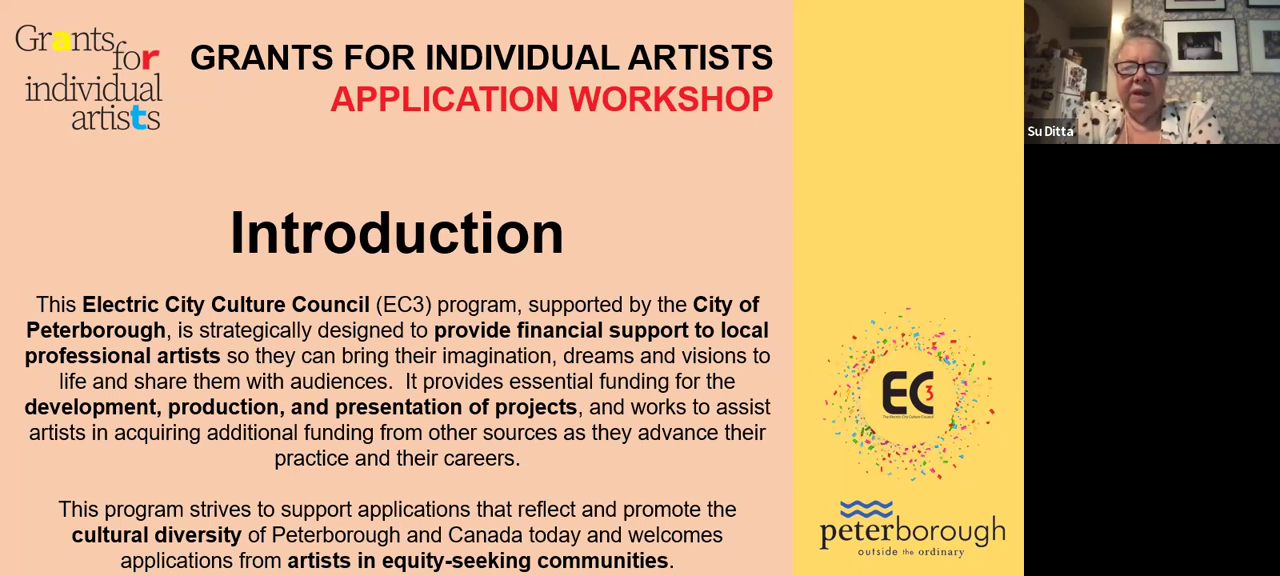 Grants
for
individual
artists
GRANTS FOR INDIVIDUAL ARTISTS
APPLICATION WORKSHOP
Introduction
This Electric City Culture Council (EC3) program, supported by the City of
Peterborough, is strategically designed to provide financial support to local
professional artists so they can bring their imagination, dreams and visions to
life and share them with audiences.  It provides essential funding for the
development, production, and presentation of projects, and works to assist
artists in acquiring additional funding from other sources as they advance their
practice and their careers.
This program strives to support applications that reflect and promote the
cultural diversity of Peterborough and Canada today and welcomes
applications from artists in equity-seeking communities.
EC3
The Electric City Culture Council
peterborough
outside the ordinary
Su Ditta